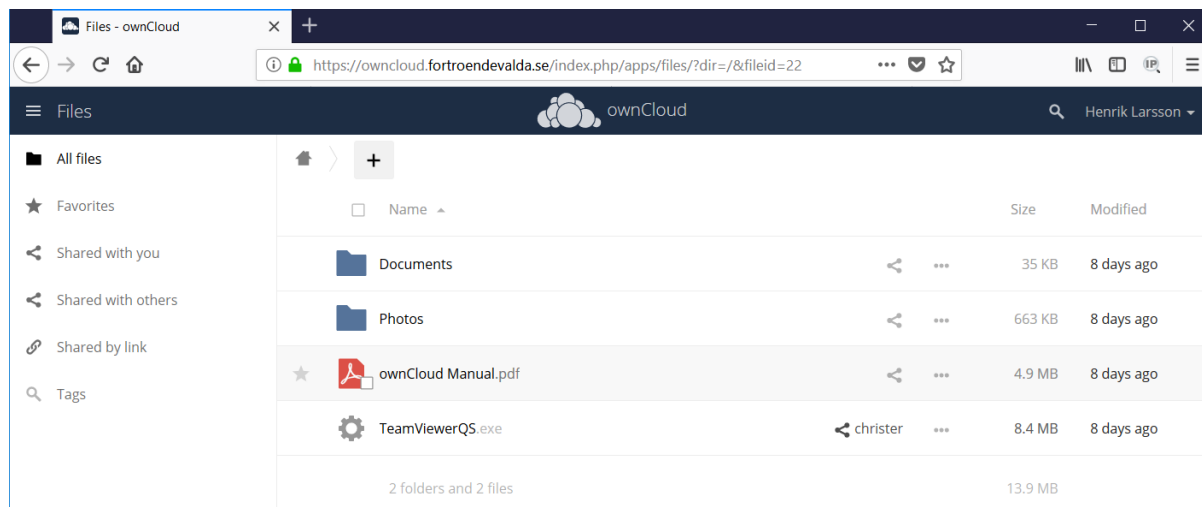 Files - ownCloud
https://owncloud.fortroendevalda.se/index.php/apps/files/?dir=/&fileid=22
IP
Files
ownCloud
Henrik Larsson
All files
Favorites
Shared with you
Shared with others
Shared by link
Tags
Name Size Modified
Documents 35 KB 8 days ago
Photos 663 KB 8 days ago
ownCloud Manual.pdf 4.9 MB 8 days ago
TeamViewerQS.exe christer 8.4 MB 8 days ago
2 folders and 2 files 13.9 MB